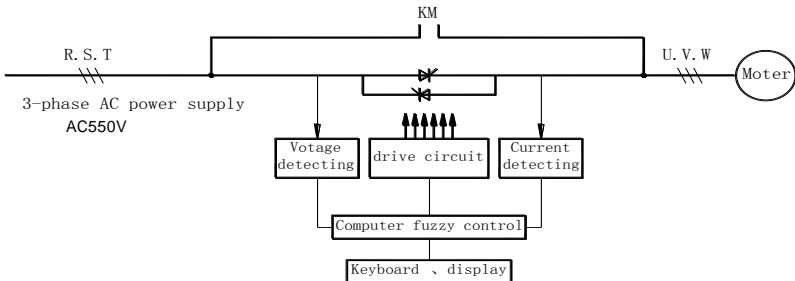 KM
R.S.T
U.V.W
Moter
3-phase AC power supply
AC550V
Votage
detecting
drive circuit
Current
detecting
Computer fuzzy control
Keyboard 、display